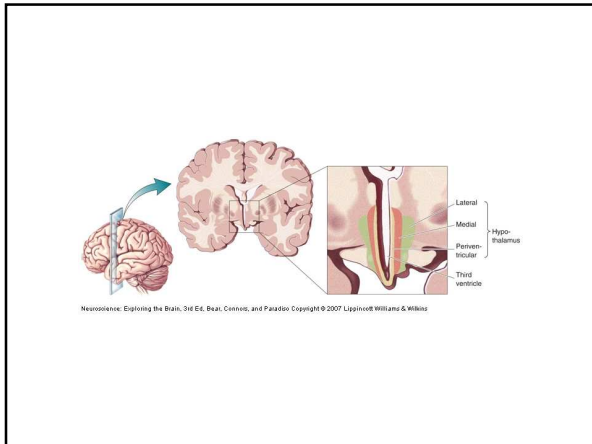 Lateral
Medial
Hypo-
thalamus
Periven-
tricular
Third
ventricle
Neuroscience: Exploring the Brain, 3rd Ed, Bear, Connors, and Paradiso Copyright © 2007 Lippincott Williams & Wilkins